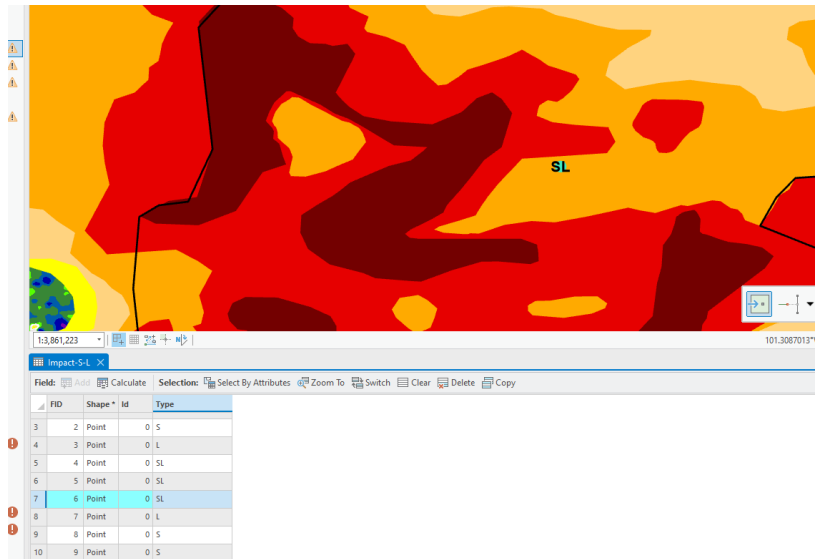 SL
1:3,861,223
N
101.3087013°
Impact-S-L
Field: Add Calculate Selection: Select By Attributes Zoom To Switch Clear Delete Copy
FID Shape * Id Type
3 2 Point 0 S
4 3 Point 0 L
5 4 Point 0 SL
6 5 Point 0 SL
7 6 Point 0 SL
8 7 Point 0 L
9 8 Point 0 S
10 9 Point 0 S